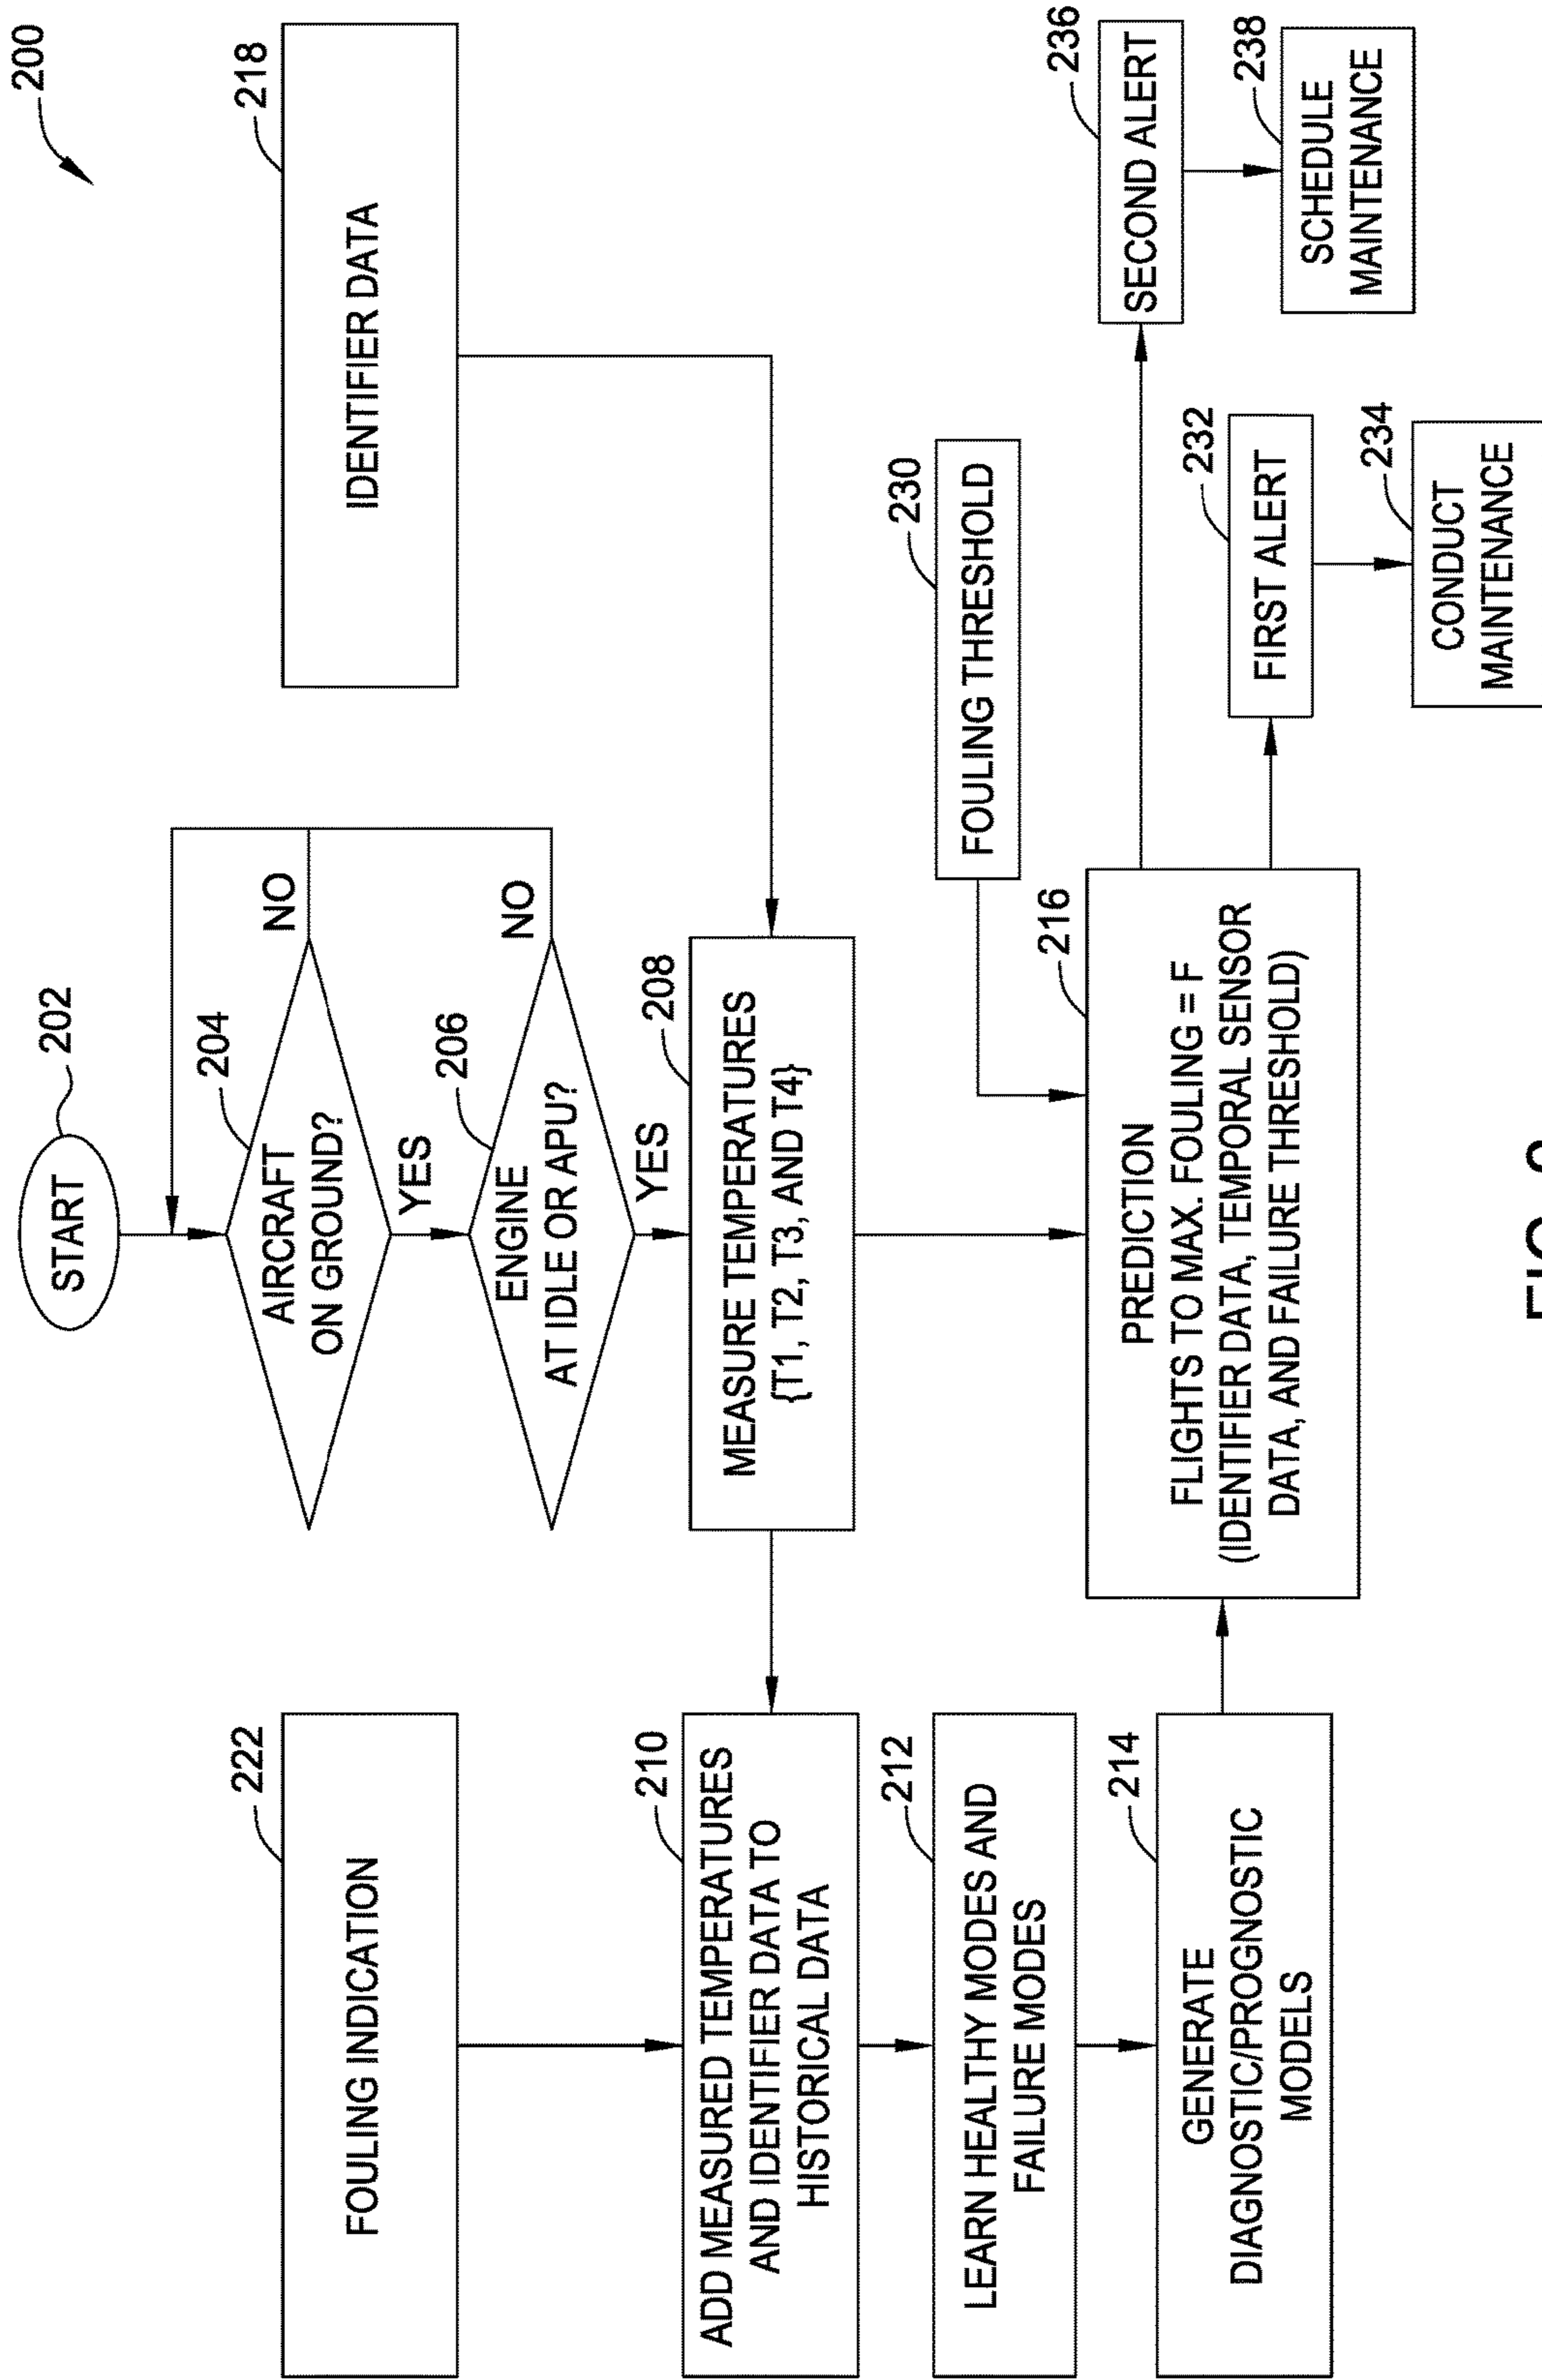 200
START
202
FOULING INDICATION
222
AIRCRAFT
ON GROUND?
204
NO
YES
IDENTIFIER DATA
218
ENGINE
AT IDLE OR APU?
206
NO
YES
ADD MEASURED TEMPERATURES
AND IDENTIFIER DATA TO
HISTORICAL DATA
210
MEASURE TEMPERATURES
{T1, T2, T3, AND T4}
208
LEARN HEALTHY MODES AND
FAILURE MODES
212
FOULING THRESHOLD
230
GENERATE
DIAGNOSTIC/PROGNOSTIC
MODELS
214
PREDICTION
FLIGHTS TO MAX. FOULING = F
(IDENTIFIER DATA, TEMPORAL SENSOR
DATA, AND FAILURE THRESHOLD)
216
SECOND ALERT
236
FIRST ALERT
232
SCHEDULE
MAINTENANCE
238
CONDUCT
MAINTENANCE
234